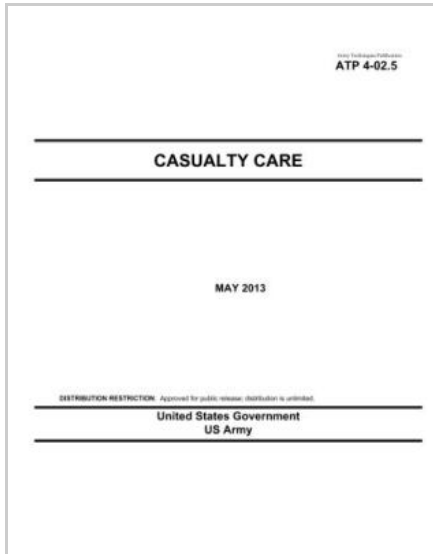 Army Techniques Publication
ATP 4-02.5
CASUALTY CARE
MAY 2013
DISTRIBUTION RESTRICTION: Approved for public release; distribution is unlimited.
United States Government
US Army